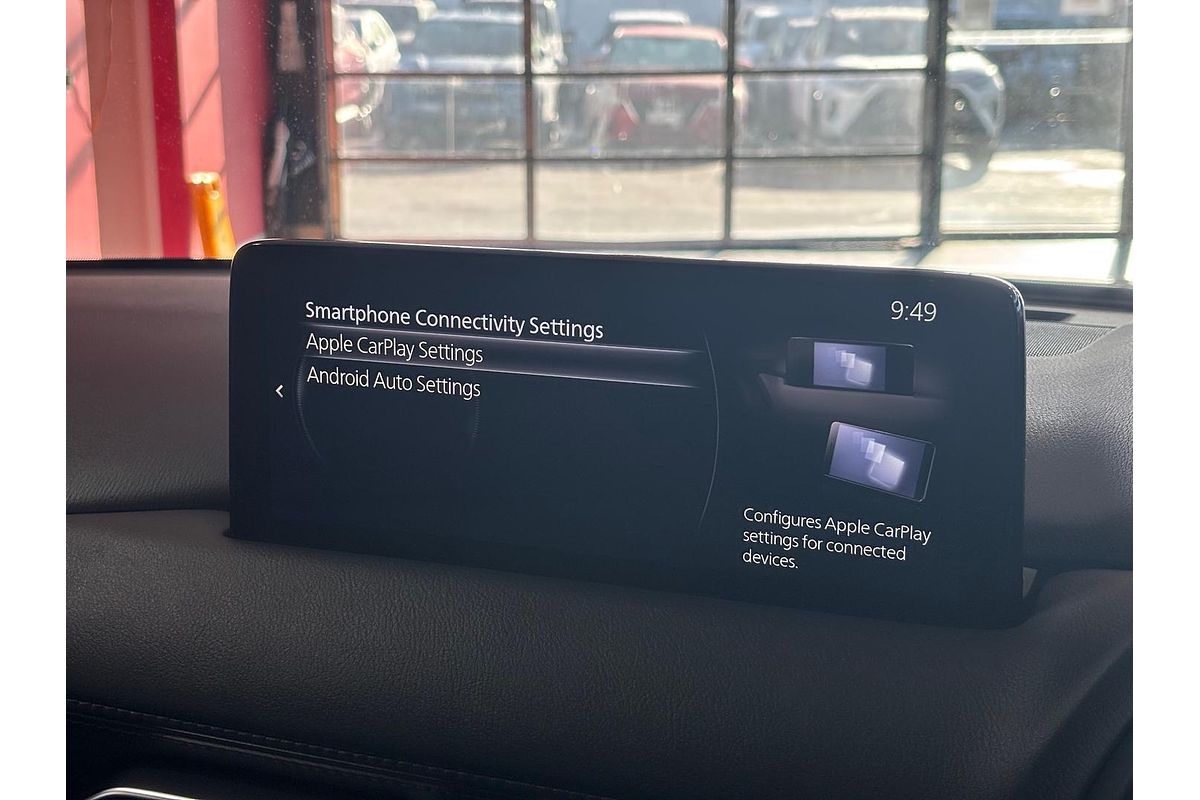 9:49
Smartphone Connectivity Settings
Apple CarPlay Settings
Android Auto Settings
Configures Apple CarPlay
settings for connected
devices.